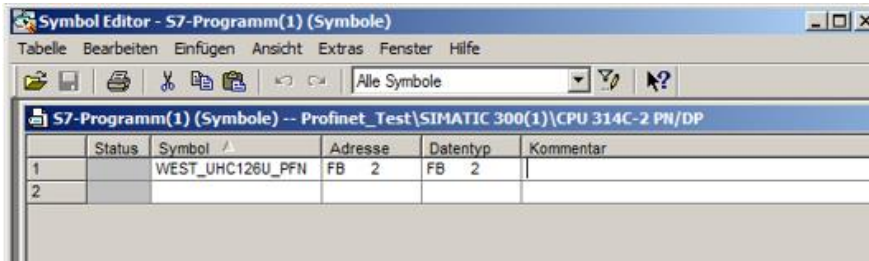 Symbol Editor - S7-Programm(1) (Symbole)
Tabelle Bearbeiten Einfügen Ansicht Extras Fenster Hilfe
Alle Symbole
S7-Programm(1) (Symbole) -- Profinet_Test\SIMATIC 300(1)\CPU 314C-2 PN/DP
Status Symbol Adresse Datentyp Kommentar
1 WEST_UHC126U_PFN FB 2 FB 2
2